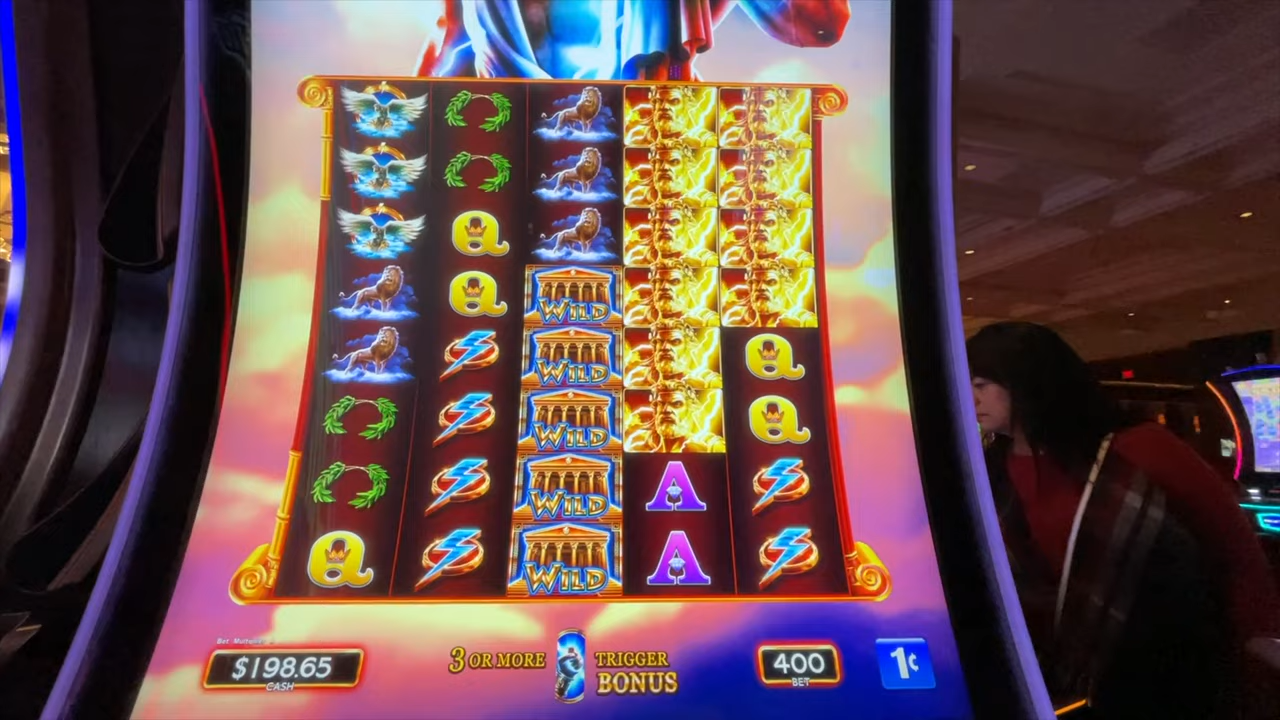 Q
Q
WILD
WILD
Q
WILD
Q
WILD
A
Q
WILD
A
$198.65
CASH
3 OR MORE
TRIGGER
BONUS
400
BET
1¢